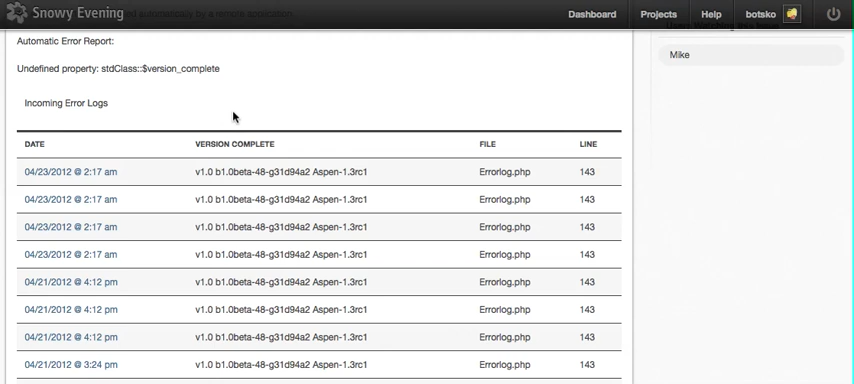 Snowy Evening
Dashboard
Projects
Help
botsko
automatically by a remote application
Automatic Error Report:
Mike
Undefined property: stdClass::$version_complete
Incoming Error Logs
DATE VERSION COMPLETE FILE LINE
04/23/2012 @ 2:17 am v1.0 b1.0beta-48-g31d94a2 Aspen-1.3rc1 Errorlog.php 143
04/23/2012 @ 2:17 am v1.0 b1.0beta-48-g31d94a2 Aspen-1.3rc1 Errorlog.php 143
04/23/2012 @ 2:17 am v1.0 b1.0beta-48-g31d94a2 Aspen-1.3rc1 Errorlog.php 143
04/23/2012 @ 2:17 am v1.0 b1.0beta-48-g31d94a2 Aspen-1.3rc1 Errorlog.php 143
04/21/2012 @ 4:12 pm v1.0 b1.0beta-48-g31d94a2 Aspen-1.3rc1 Errorlog.php 143
04/21/2012 @ 4:12 pm v1.0 b1.0beta-48-g31d94a2 Aspen-1.3rc1 Errorlog.php 143
04/21/2012 @ 4:12 pm v1.0 b1.0beta-48-g31d94a2 Aspen-1.3rc1 Errorlog.php 143
04/21/2012 @ 3:24 pm v1.0 b1.0beta-48-g31d94a2 Aspen-1.3rc1 Errorlog.php 143